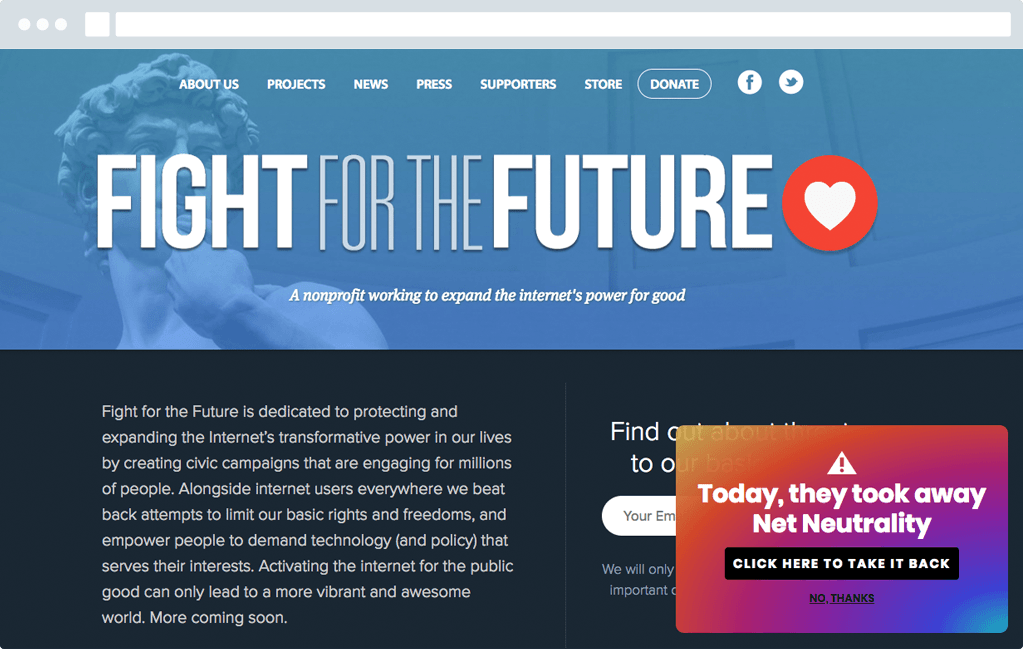 ABOUT US PROJECTS NEWS PRESS SUPPORTERS STORE DONATE
FIGHT FOR THE FUTURE
A nonprofit working to expand the internet's power for good
Fight for the Future is dedicated to protecting and
expanding the Internet's transformative power in our lives
by creating civic campaigns that are engaging for millions
of people. Alongside internet users everywhere we beat
back attempts to limit our basic rights and freedoms, and
empower people to demand technology (and policy) that
serves their interests. Activating the internet for the public
good can only lead to a more vibrant and awesome
world. More coming soon.
Find out about
to our basic
Your Em
We will only
important
Today, they took away
Net Neutrality
CLICK HERE TO TAKE IT BACK
NO, THANKS